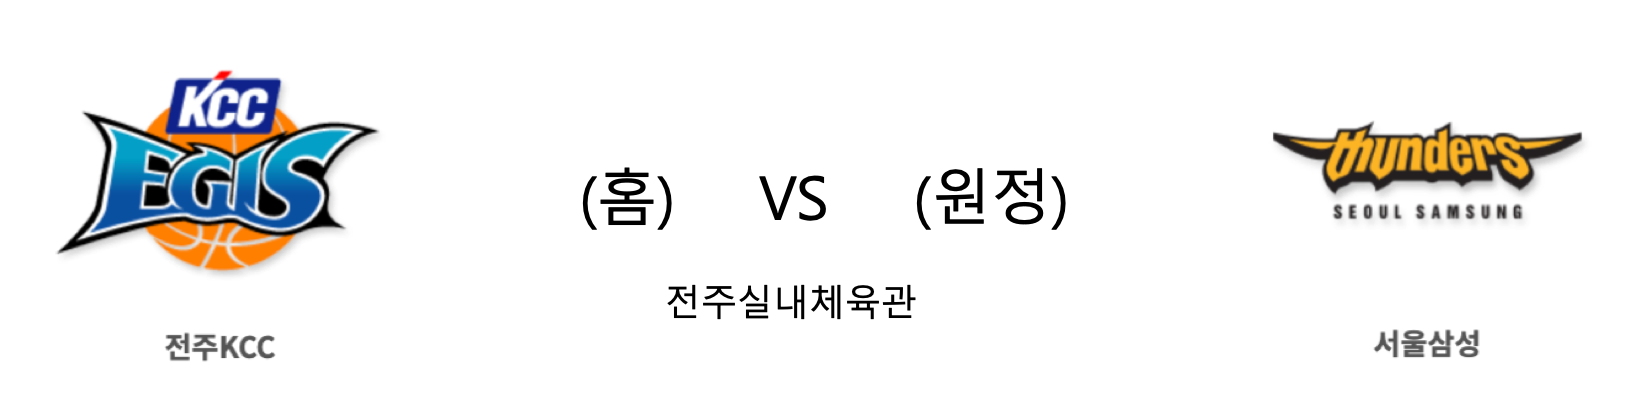 KCC
EGIS
전주KCC
(홈) VS (원정)
전주실내체육관
thunders
SEOUL SAMSUNG
서울삼성